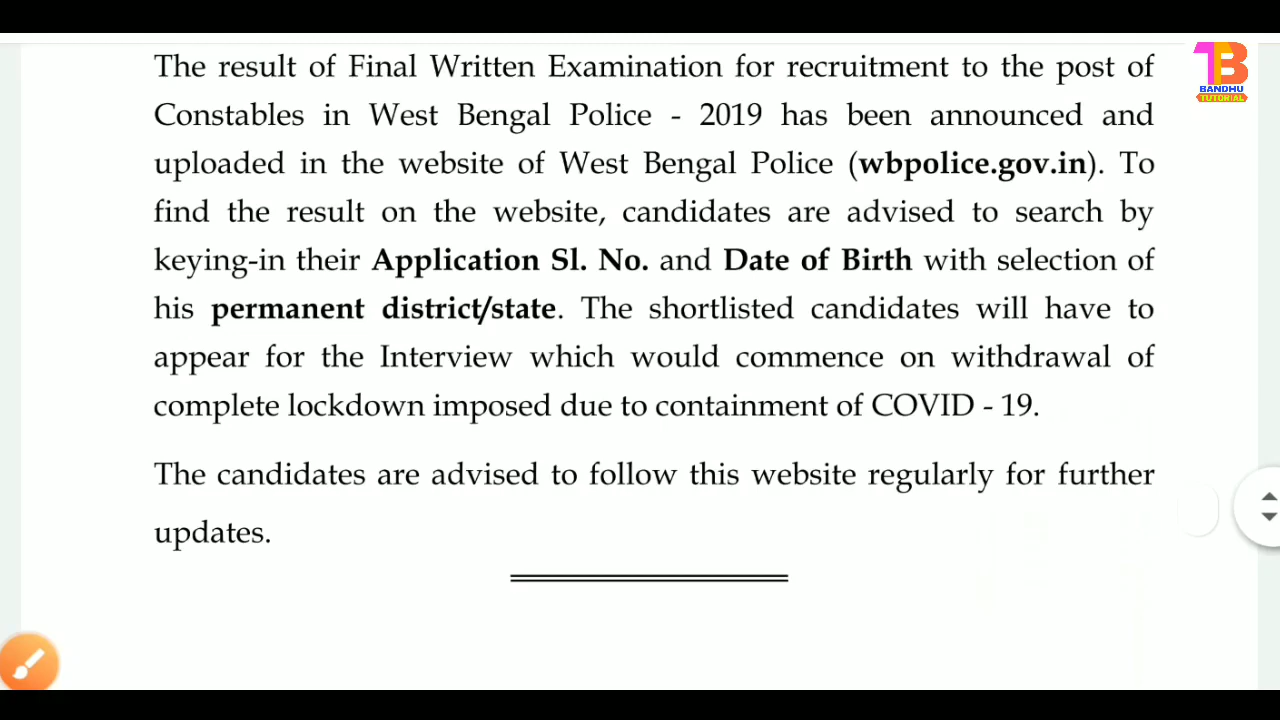 The result of Final Written Examination for recruitment to the post of
Constables in West Bengal Police - 2019 has been announced and
uploaded in the website of West Bengal Police (wbpolice.gov.in). To
find the result on the website, candidates are advised to search by
keying-in their Application Sl. No. and Date of Birth with selection of
his permanent district/state. The shortlisted candidates will have to
appear for the Interview which would commence on withdrawal of
complete lockdown imposed due to containment of COVID - 19.
The candidates are advised to follow this website regularly for further
updates.
TB
BANDHU
TUTORIAL